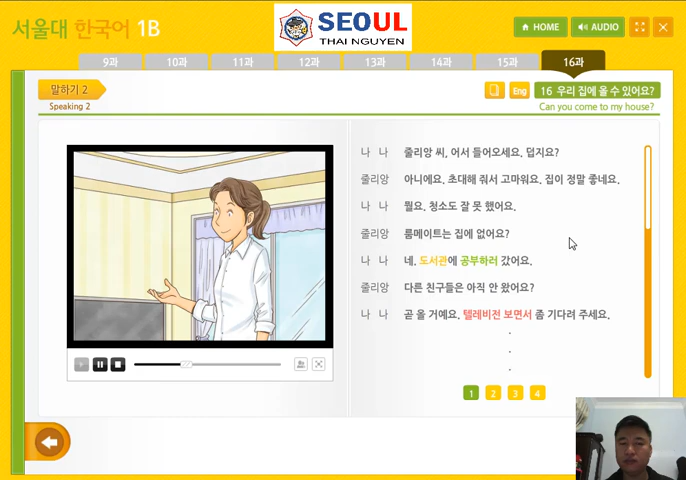 서울대 한국어 1B
SEOUL
THAI NGUYEN
HOME
AUDIO
9과
10과
11과
12과
13과
14과
15과
16과
말하기 2
Speaking 2
Eng
16 우리 집에 올 수 있어요?
Can you come to my house?
나 나 줄리앙 씨, 어서 들어오세요. 덥지요?
줄리앙 아니에요. 초대해 줘서 고마워요. 집이 정말 좋네요.
나 나 뭘요. 청소도 잘 못 했어요.
줄리앙 룸메이트는 집에 없어요?
나 나 네. 도서관에 공부하러 갔어요.
줄리앙 다른 친구들은 아직 안 왔어요?
나 나 곧 올 거예요. 텔레비전 보면서 좀 기다려 주세요.
.
.
.
1
2
3
4